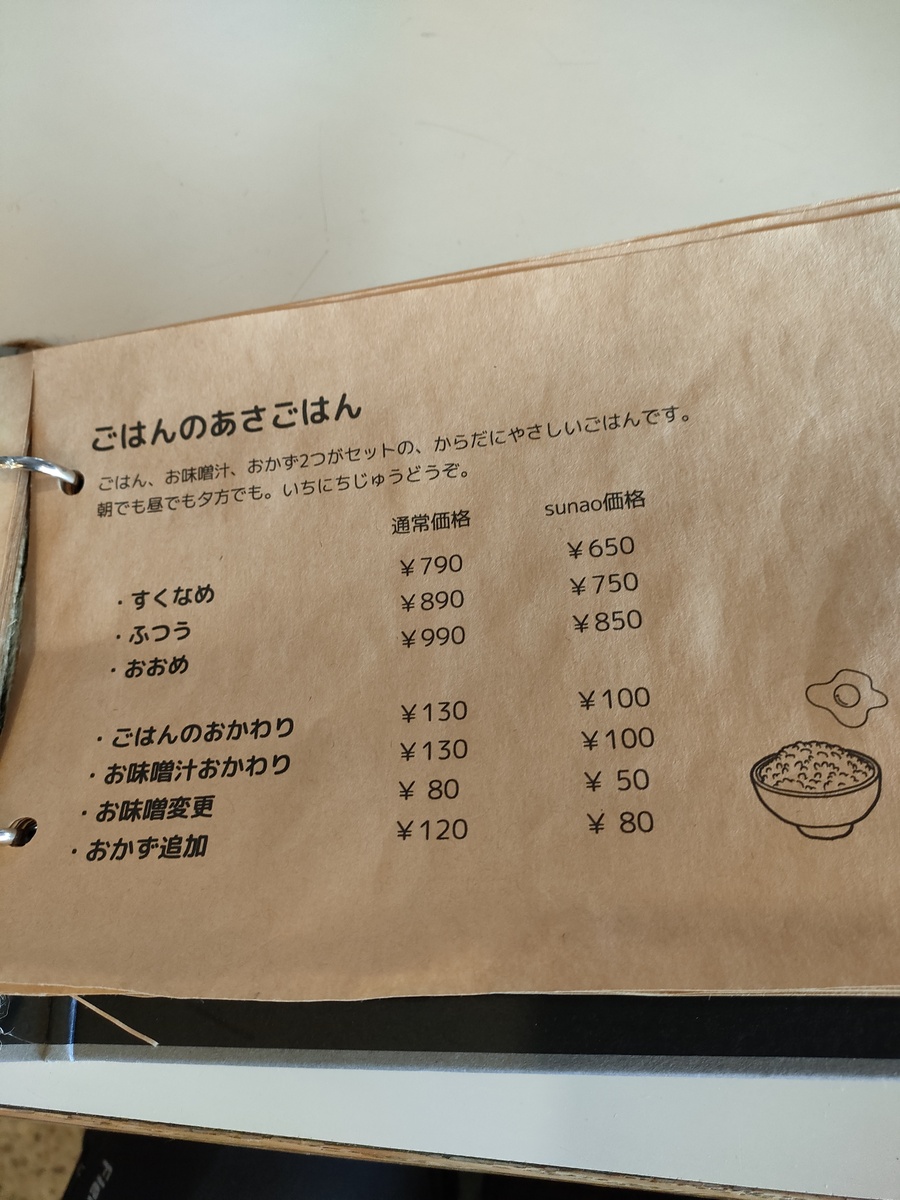 ごはんのあさごはん
ごはん、お味噌汁、おかず2つがセットの、からだにやさしいごはんです。
朝でも昼でも夕方でも。いちにちじゅうどうぞ。
通常価格 sunao価格
・すくなめ ￥790 ￥650
・ふつう ￥890 ￥750
・おおめ ￥990 ￥850
・ごはんのおかわり ￥130 ￥100
・お味噌汁おかわり ￥130 ￥100
・お味噌変更 ￥ 80 ￥ 50
・おかず追加 ￥120 ￥ 80